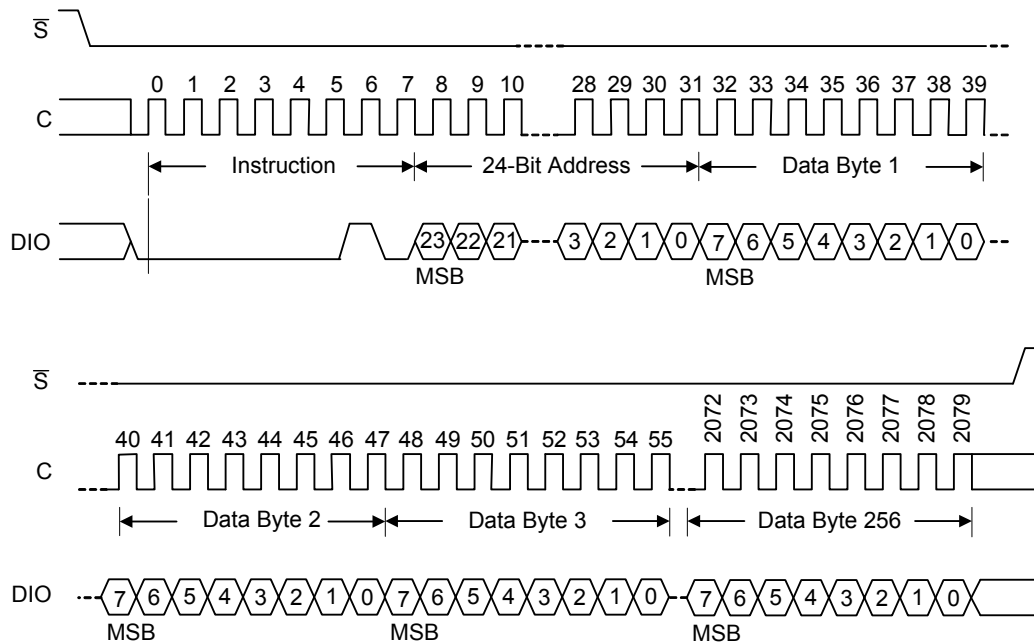 S
0 1 2 3 4 5 6 7 8 9 10 28 29 30 31 32 33 34 35 36 37 38 39
C
Instruction 24-Bit Address Data Byte 1
DIO 23 22 21 3 2 1 0 7 6 5 4 3 2 1 0
MSB MSB
S
2072 2073 2074 2075 2076 2077 2078 2079
40 41 42 43 44 45 46 47 48 49 50 51 52 53 54 55
C
Data Byte 2 Data Byte 3 Data Byte 256
DIO 7 6 5 4 3 2 1 0 7 6 5 4 3 2 1 0 7 6 5 4 3 2 1 0
MSB MSB MSB